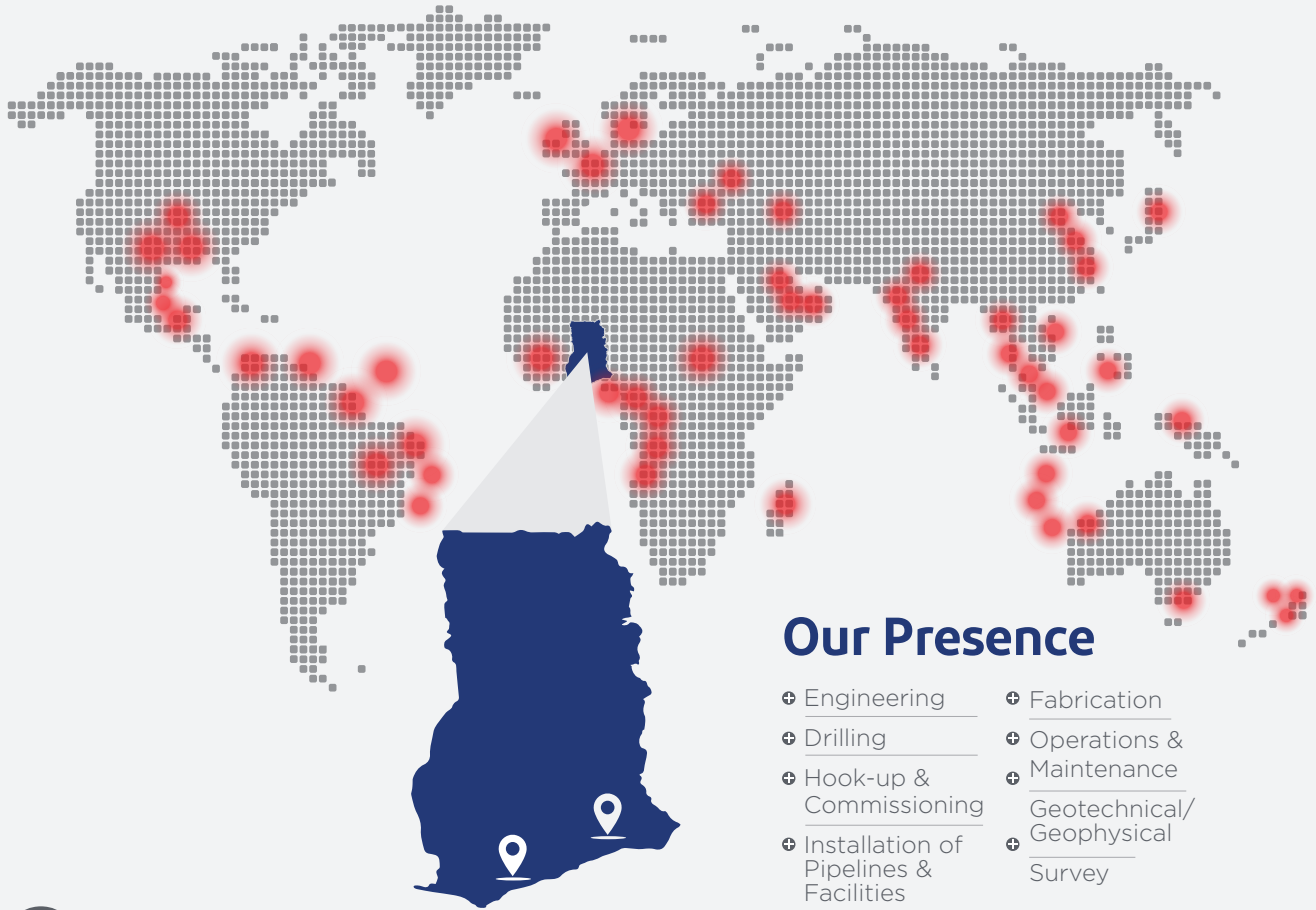 Our Presence
Engineering
Drilling
Hook-up &
Commissioning
Installation of
Pipelines &
Facilities
Fabrication
Operations &
Maintenance
Geotechnical/
Geophysical
Survey